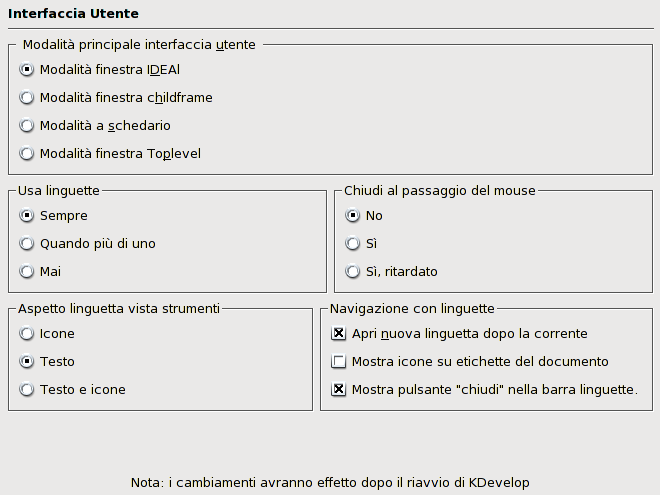 Interfaccia Utente
Modalità principale interfaccia utente
Modalità finestra IDEAl
Modalità finestra childframe
Modalità a schedario
Modalità finestra Toplevel
Usa linguette
Sempre
Quando più di uno
Mai
Chiudi al passaggio del mouse
No
Sì
Sì, ritardato
Aspetto linguetta vista strumenti
Icone
Testo
Testo e icone
Navigazione con linguette
Apri nuova linguetta dopo la corrente
Mostra icone su etichette del documento
Mostra pulsante "chiudi" nella barra linguette.
Nota: i cambiamenti avranno effetto dopo il riavvio di KDevelop